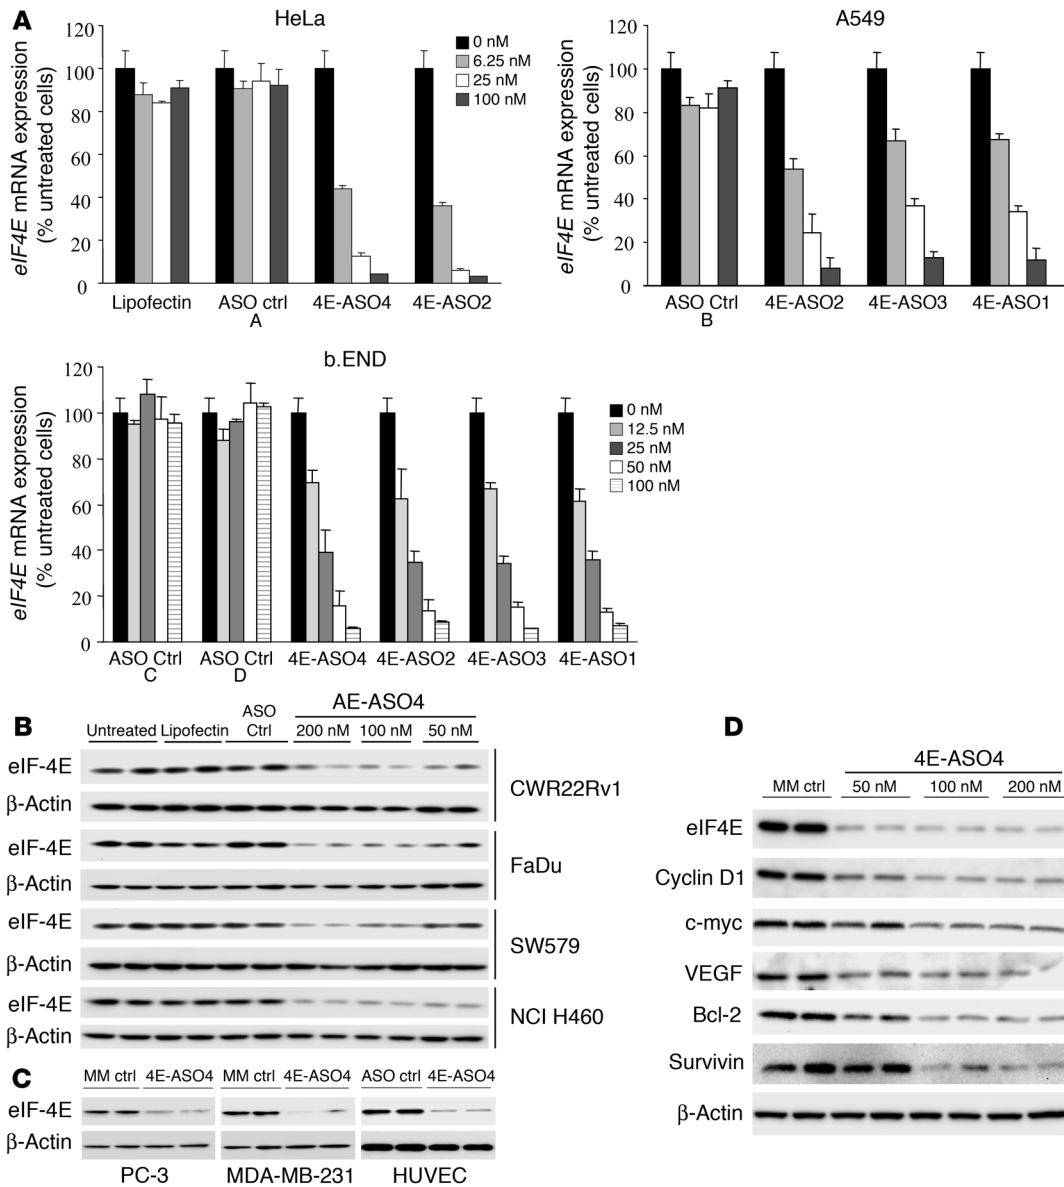 A
HeLa
eIF4E mRNA expression
(% untreated cells)
120
100
80
60
40
20
0
0 nM
6.25 nM
25 nM
100 nM
Lipofectin
ASO ctrl
A
4E-ASO4
4E-ASO2
A549
eIF4E mRNA expression
(% untreated cells)
120
100
80
60
40
20
0
ASO Ctrl
B
4E-ASO2
4E-ASO3
4E-ASO1
b.END
eIF4E mRNA expression
(% untreated cells)
120
100
80
60
40
20
0
0 nM
12.5 nM
25 nM
50 nM
100 nM
ASO Ctrl
C
ASO Ctrl
D
4E-ASO4
4E-ASO2
4E-ASO3
4E-ASO1
B
AE-ASO4
Untreated
Lipofectin
ASO
Ctrl
200 nM
100 nM
50 nM
eIF-4E
β-Actin
CWR22Rv1
eIF-4E
β-Actin
FaDu
eIF-4E
β-Actin
SW579
eIF-4E
β-Actin
NCI H460
C
MM ctrl
4E-ASO4
MM ctrl
4E-ASO4
ASO ctrl
4E-ASO4
eIF-4E
β-Actin
PC-3
MDA-MB-231
HUVEC
D
4E-ASO4
MM ctrl
50 nM
100 nM
200 nM
eIF4E
Cyclin D1
c-myc
VEGF
Bcl-2
Survivin
β-Actin